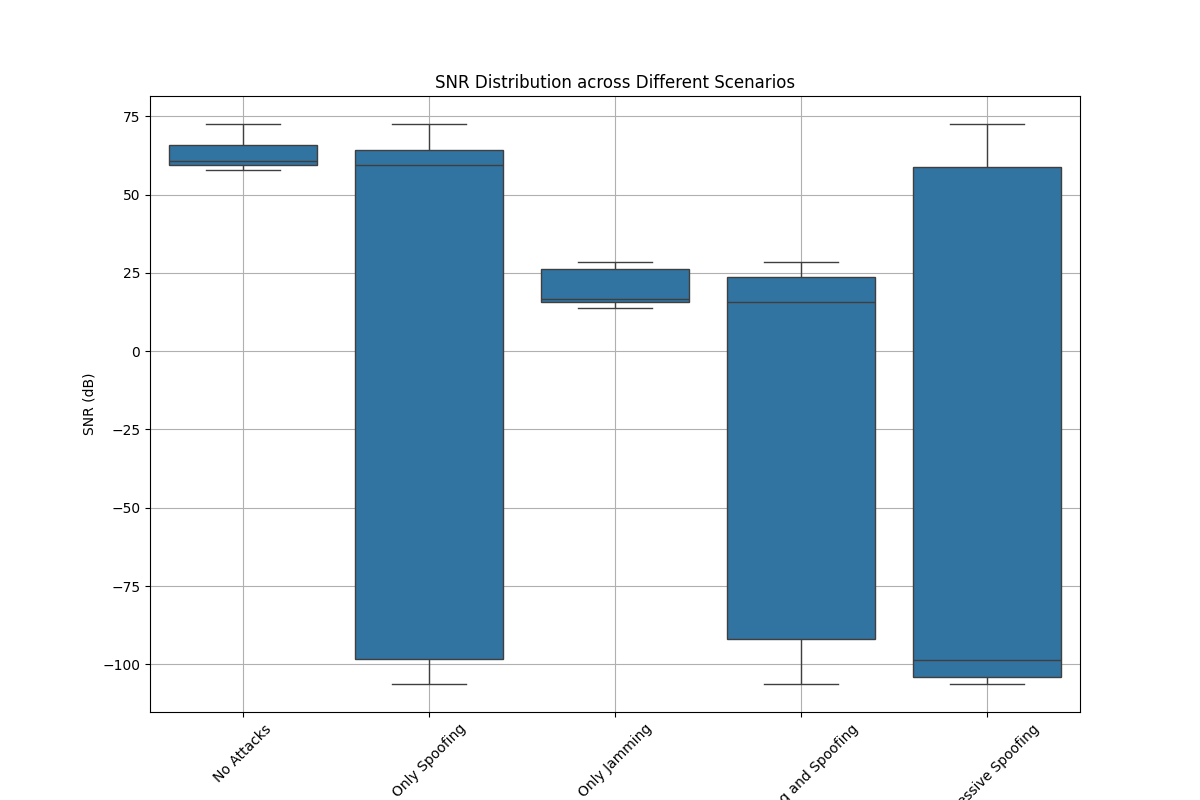 SNR Distribution across Different Scenarios
75
50
25
0
−25
−50
−75
−100
SNR (dB)
No Attacks
Only Spoofing
Only Jamming
and Spoofing
Spoofing